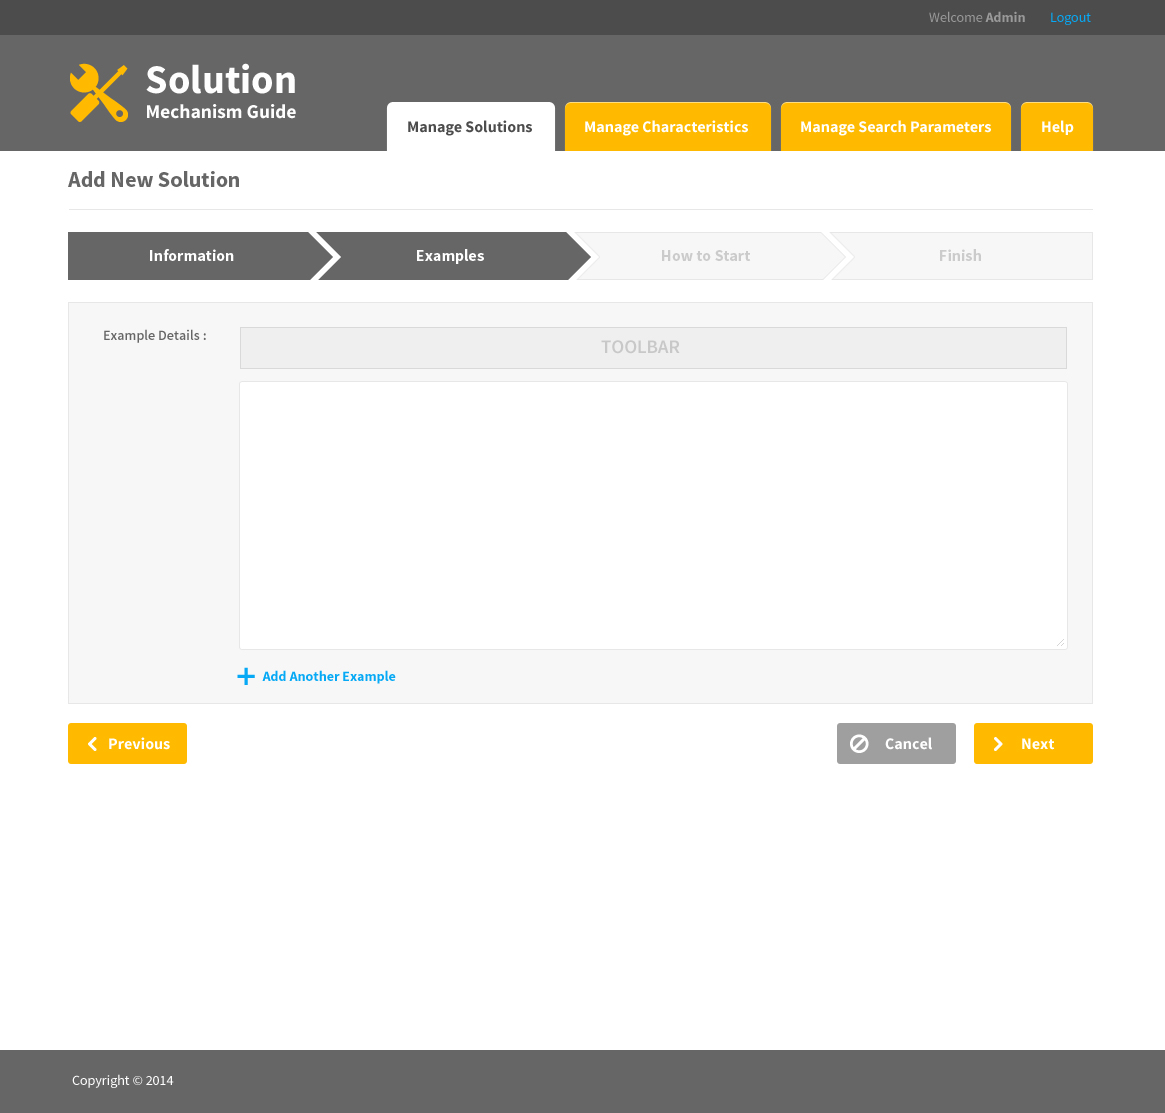 Welcome Admin Logout
Solution
Mechanism Guide
Manage Solutions
Manage Characteristics
Manage Search Parameters
Help
Add New Solution
Information
Examples
How to Start
Finish
Example Details :
TOOLBAR
Add Another Example
Previous
Cancel
Next
Copyright © 2014